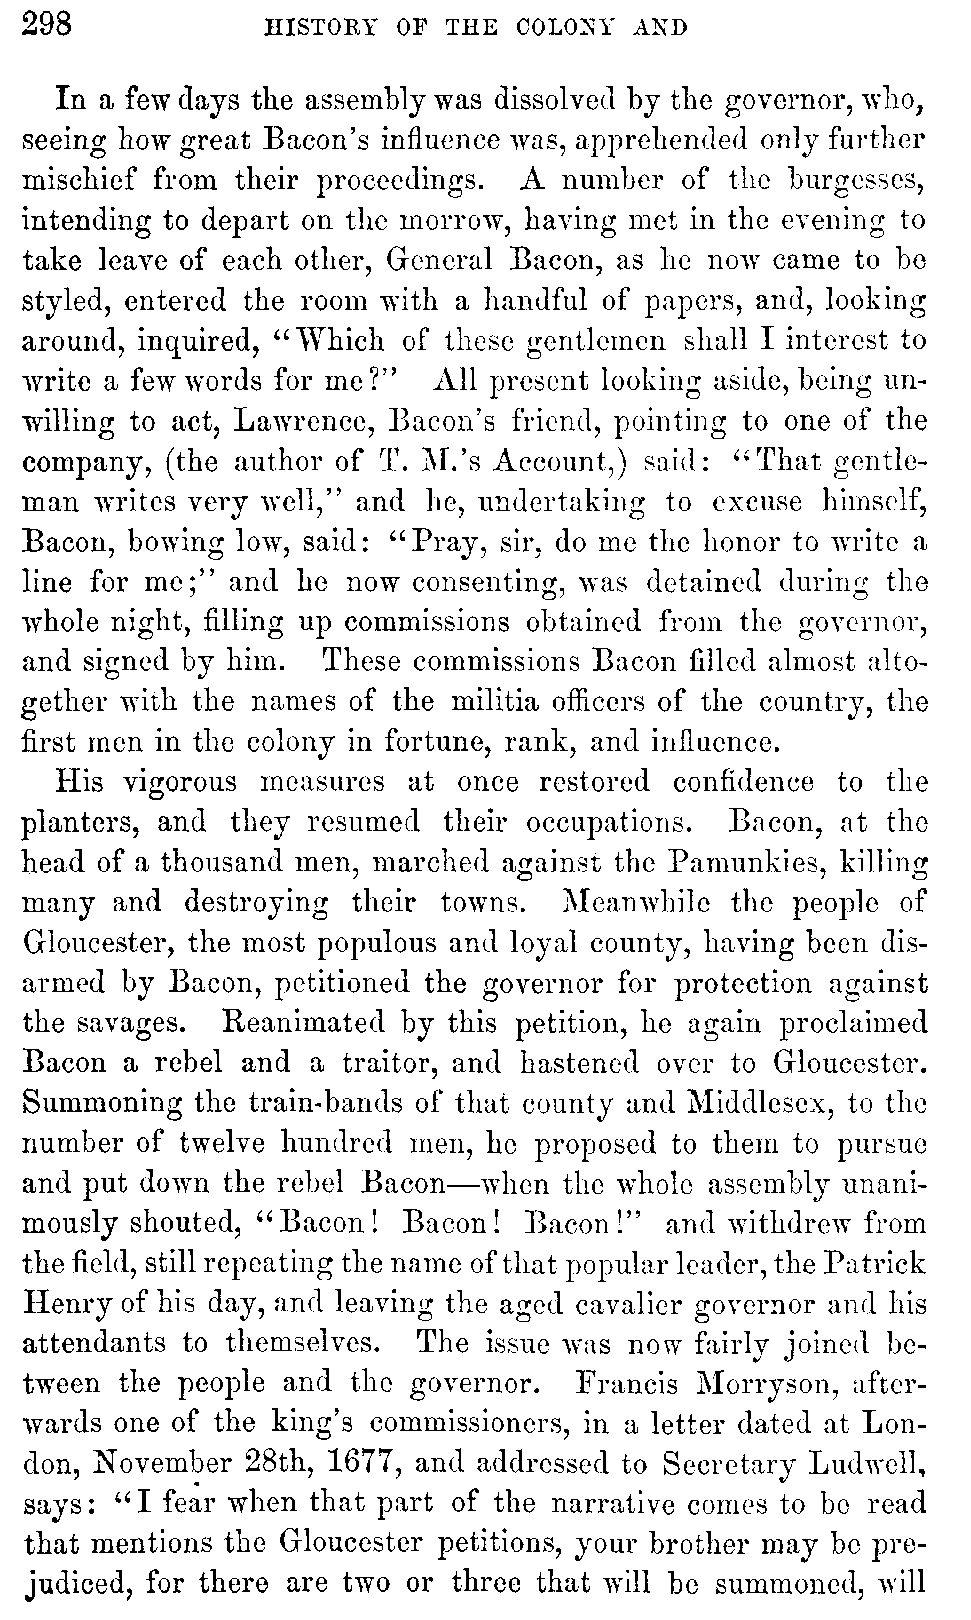 298 HISTORY OF THE COLONY AND
In a few days the assembly was dissolved by the governor, who,
seeing how great Bacon's influence was, apprehended only further
mischief from their proceedings. A number of the burgesses,
intending to depart on the morrow, having met in the evening to
take leave of each other, General Bacon, as he now came to be
styled, entered the room with a handful of papers, and, looking
around, inquired, "Which of these gentlemen shall I interest to
write a few words for me?" All present looking aside, being un-
willing to act, Lawrence, Bacon's friend, pointing to one of the
company, (the author of T. M.'s Account,) said: "That gentle-
man writes very well," and he, undertaking to excuse himself,
Bacon, bowing low, said: "Pray, sir, do me the honor to write a
line for me;" and he now consenting, was detained during the
whole night, filling up commissions obtained from the governor,
and signed by him. These commissions Bacon filled almost alto-
gether with the names of the militia officers of the country, the
first men in the colony in fortune, rank, and influence.
His vigorous measures at once restored confidence to the
planters, and they resumed their occupations. Bacon, at the
head of a thousand men, marched against the Pamunkies, killing
many and destroying their towns. Meanwhile the people of
Gloucester, the most populous and loyal county, having been dis-
armed by Bacon, petitioned the governor for protection against
the savages. Reanimated by this petition, he again proclaimed
Bacon a rebel and a traitor, and hastened over to Gloucester.
Summoning the train-bands of that county and Middlesex, to the
number of twelve hundred men, he proposed to them to pursue
and put down the rebel Bacon—when the whole assembly unani-
mously shouted, "Bacon! Bacon! Bacon!" and withdrew from
the field, still repeating the name of that popular leader, the Patrick
Henry of his day, and leaving the aged cavalier governor and his
attendants to themselves. The issue was now fairly joined be-
tween the people and the governor. Francis Morryson, after-
wards one of the king's commissioners, in a letter dated at Lon-
don, November 28th, 1677, and addressed to Secretary Ludwell,
says: "I fear when that part of the narrative comes to be read
that mentions the Gloucester petitions, your brother may be pre-
judiced, for there are two or three that will be summoned, will